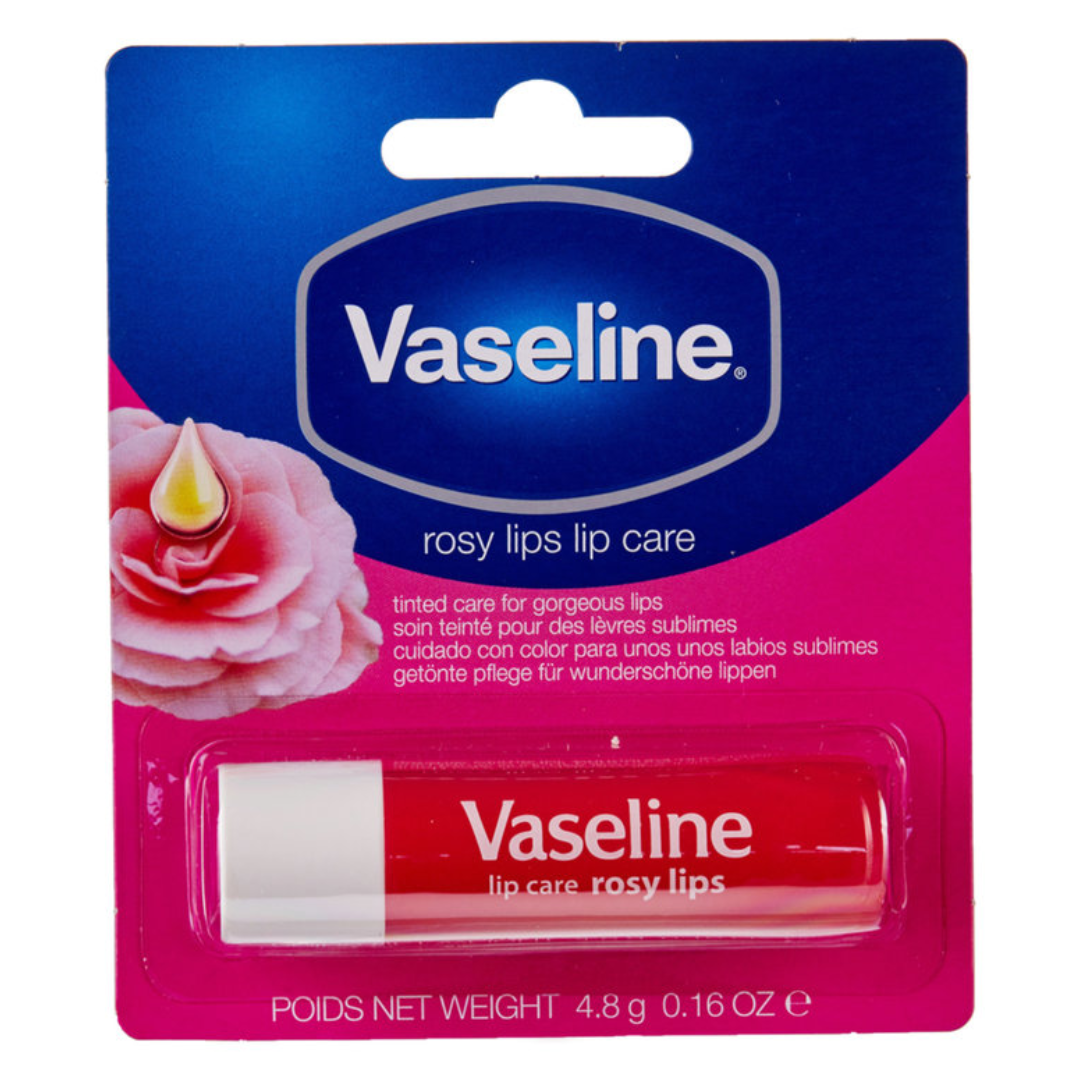 Vaseline®
rosy lips lip care
tinted care for gorgeous lips
soin teinté pour des lèvres sublimes
cuidado con color para unos unos labios sublimes
getönte pflege für wunderschöne lippen
Vaseline
lip care rosy lips
POIDS NET WEIGHT 4.8 g 0.16 OZ ℮